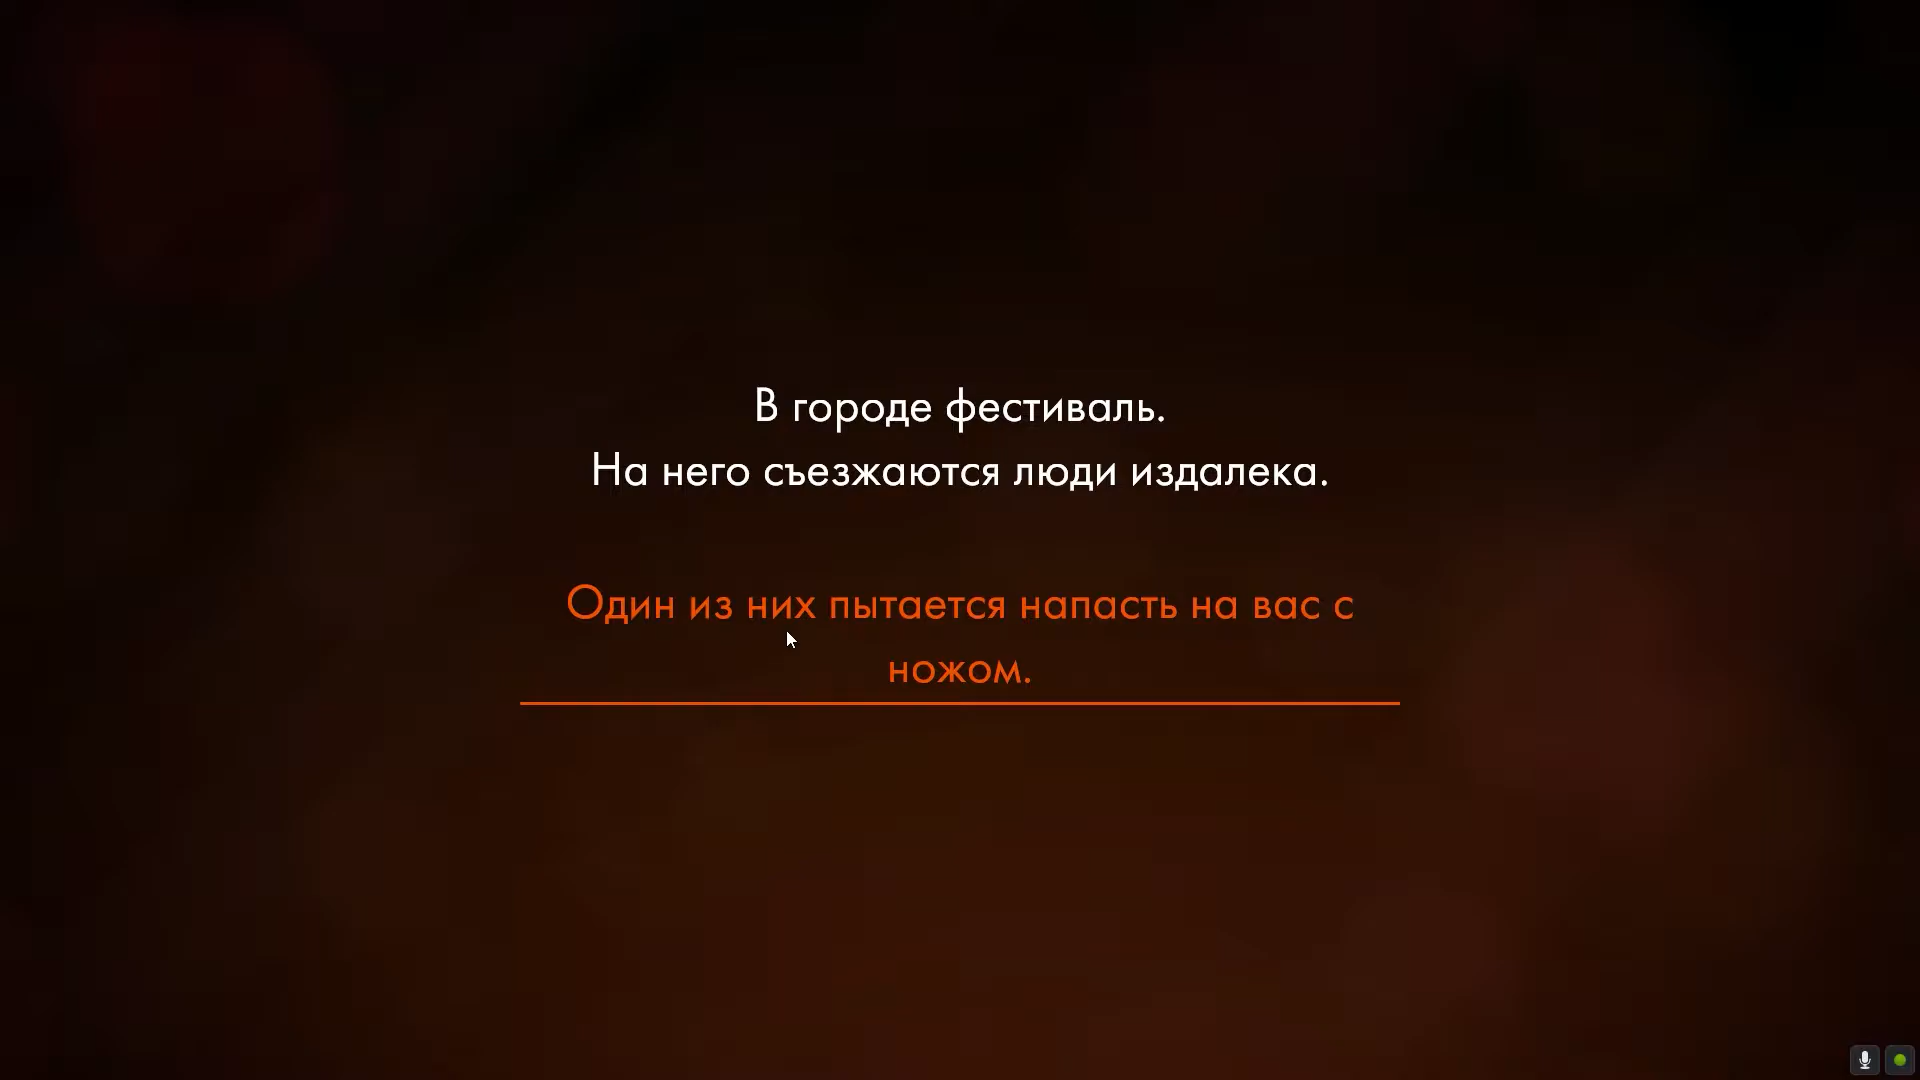 В городе фестиваль.
На него съезжаются люди издалека.
Один из них пытается напасть на вас с
ножом.